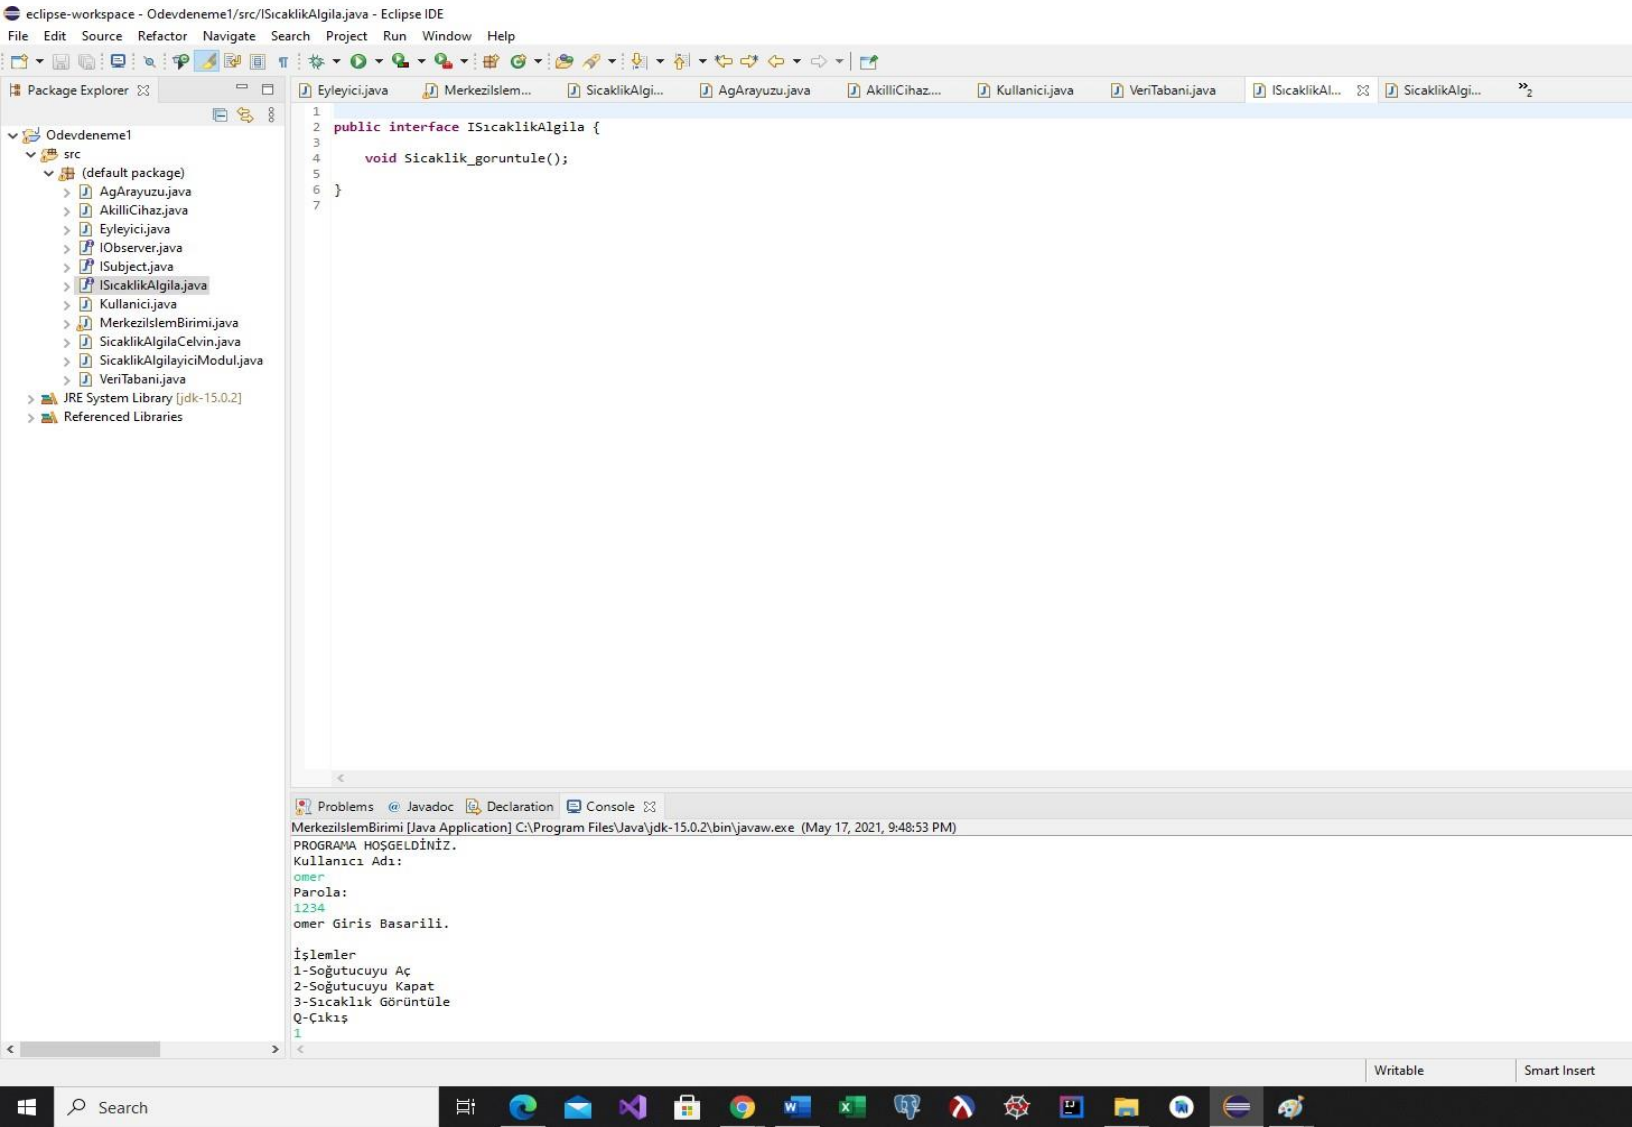 eclipse-workspace - Odevdeneme1/src/ISıcaklikAlgila.java - Eclipse IDE
File Edit Source Refactor Navigate Search Project Run Window Help
Package Explorer
Eyleyici.java MerkezilsIem... SicaklikAlgi... AgArayuzu.java AkilliCihaz.... Kullanici.java VeriTabani.java ISıcaklikAl... SicaklikAlgi... »2
Odevdeneme1
src
(default package)
AgArayuzu.java
AkilliCihaz.java
Eyleyici.java
IObserver.java
ISubject.java
ISıcaklikAlgila.java
Kullanici.java
MerkeziIslemBirimi.java
SicaklikAlgilaCelvin.java
SicaklikAlgilayiciModul.java
VeriTabani.java
JRE System Library [jdk-15.0.2]
Referenced Libraries
1
2 public interface ISıcaklikAlgila {
3
4 void Sicaklik_goruntule();
5
6 }
7
Problems @ Javadoc Declaration Console
MerkeziIslemBirimi [Java Application] C:\Program Files\Java\jdk-15.0.2\bin\javaw.exe (May 17, 2021, 9:48:53 PM)
PROGRAMA HOŞGELDİNİZ.
Kullanıcı Adı:
omer
Parola:
1234
omer Giris Basarili.
İşlemler
1-Soğutucuyu Aç
2-Soğutucuyu Kapat
3-Sıcaklık Görüntüle
Q-Çıkış
1
Writable Smart Insert
Search